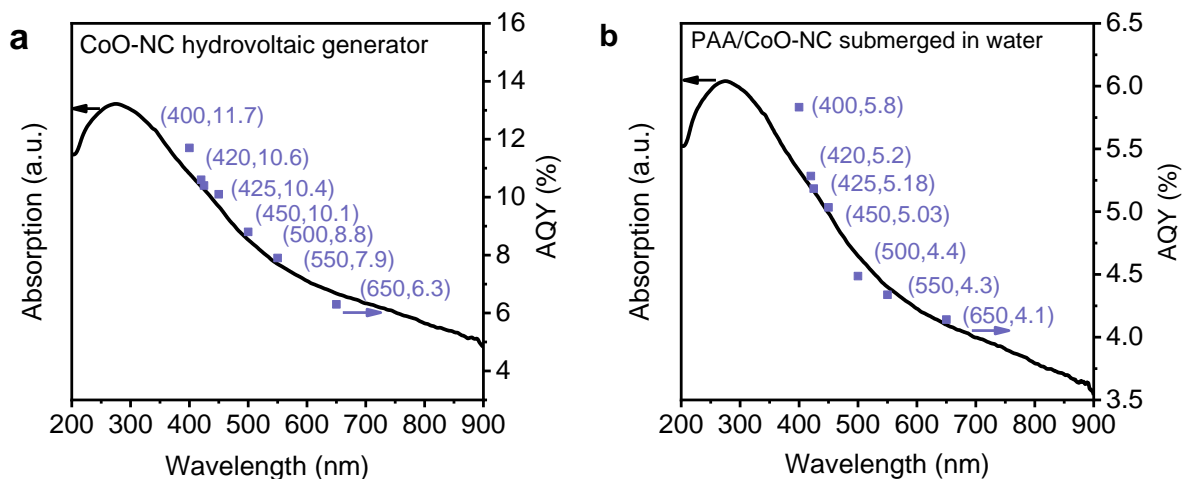 a
CoO-NC hydrovoltaic generator
Absorption (a.u.)
(400,11.7)
(420,10.6)
(425,10.4)
(450,10.1)
(500,8.8)
(550,7.9)
(650,6.3)
16
14
12
10
8
6
4
AQY (%)
200 300 400 500 600 700 800 900
Wavelength (nm)
b
PAA/CoO-NC submerged in water
Absorption (a.u.)
(400,5.8)
(420,5.2)
(425,5.18)
(450,5.03)
(500,4.4)
(550,4.3)
(650,4.1)
6.5
6.0
5.5
5.0
4.5
4.0
3.5
AQY (%)
200 300 400 500 600 700 800 900
Wavelength (nm)